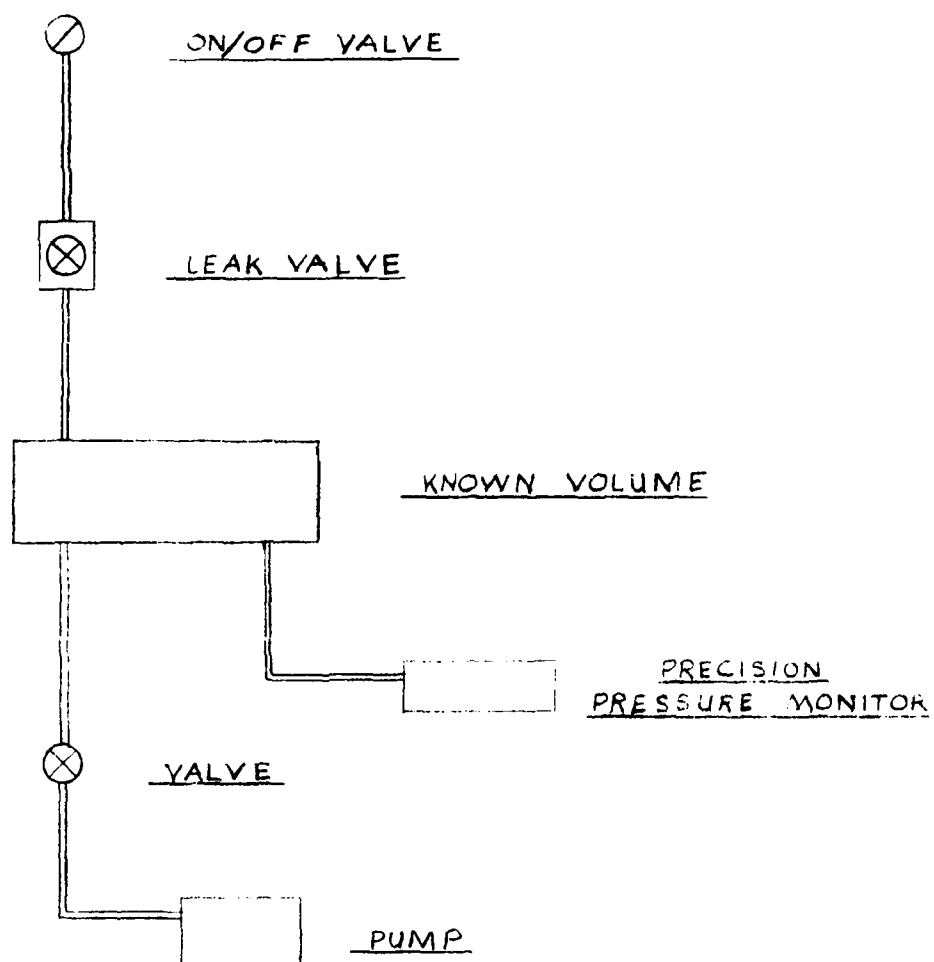 ON/OFF VALVE
LEAK VALVE
KNOWN VOLUME
PRECISION
PRESSURE MONITOR
VALVE
PUMP